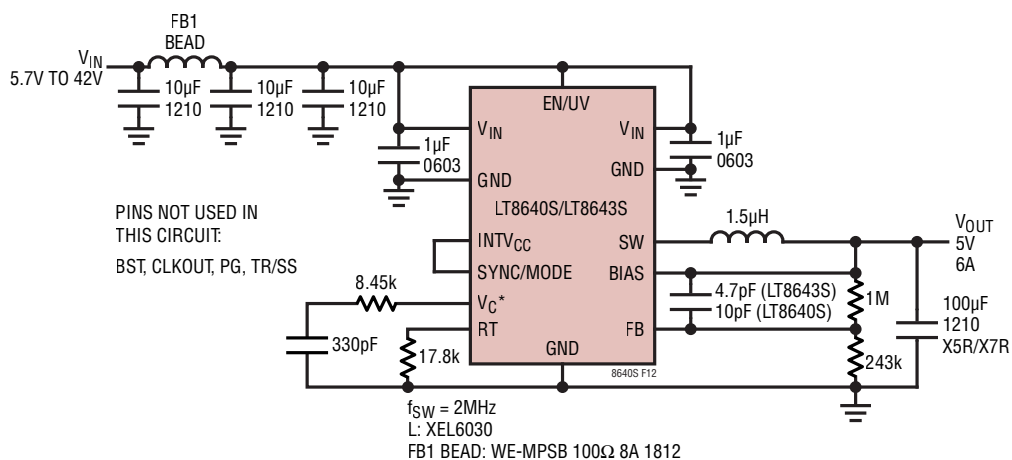 FB1
BEAD
VIN
5.7V TO 42V
10µF
1210
10µF
1210
10µF
1210
EN/UV
VIN
VIN
1µF
0603
1µF
0603
GND
GND
LT8640S/LT8643S
PINS NOT USED IN
THIS CIRCUIT:
BST, CLKOUT, PG, TR/SS
INTVCC
SYNC/MODE
SW
BIAS
1.5µH
VOUT
5V
6A
8.45k
VC*
RT
4.7pF (LT8643S)
10pF (LT8640S)
1M
100µF
1210
X5R/X7R
FB
330pF
17.8k
GND
243k
8640S F12
fSW = 2MHz
L: XEL6030
FB1 BEAD: WE-MPSB 100Ω 8A 1812